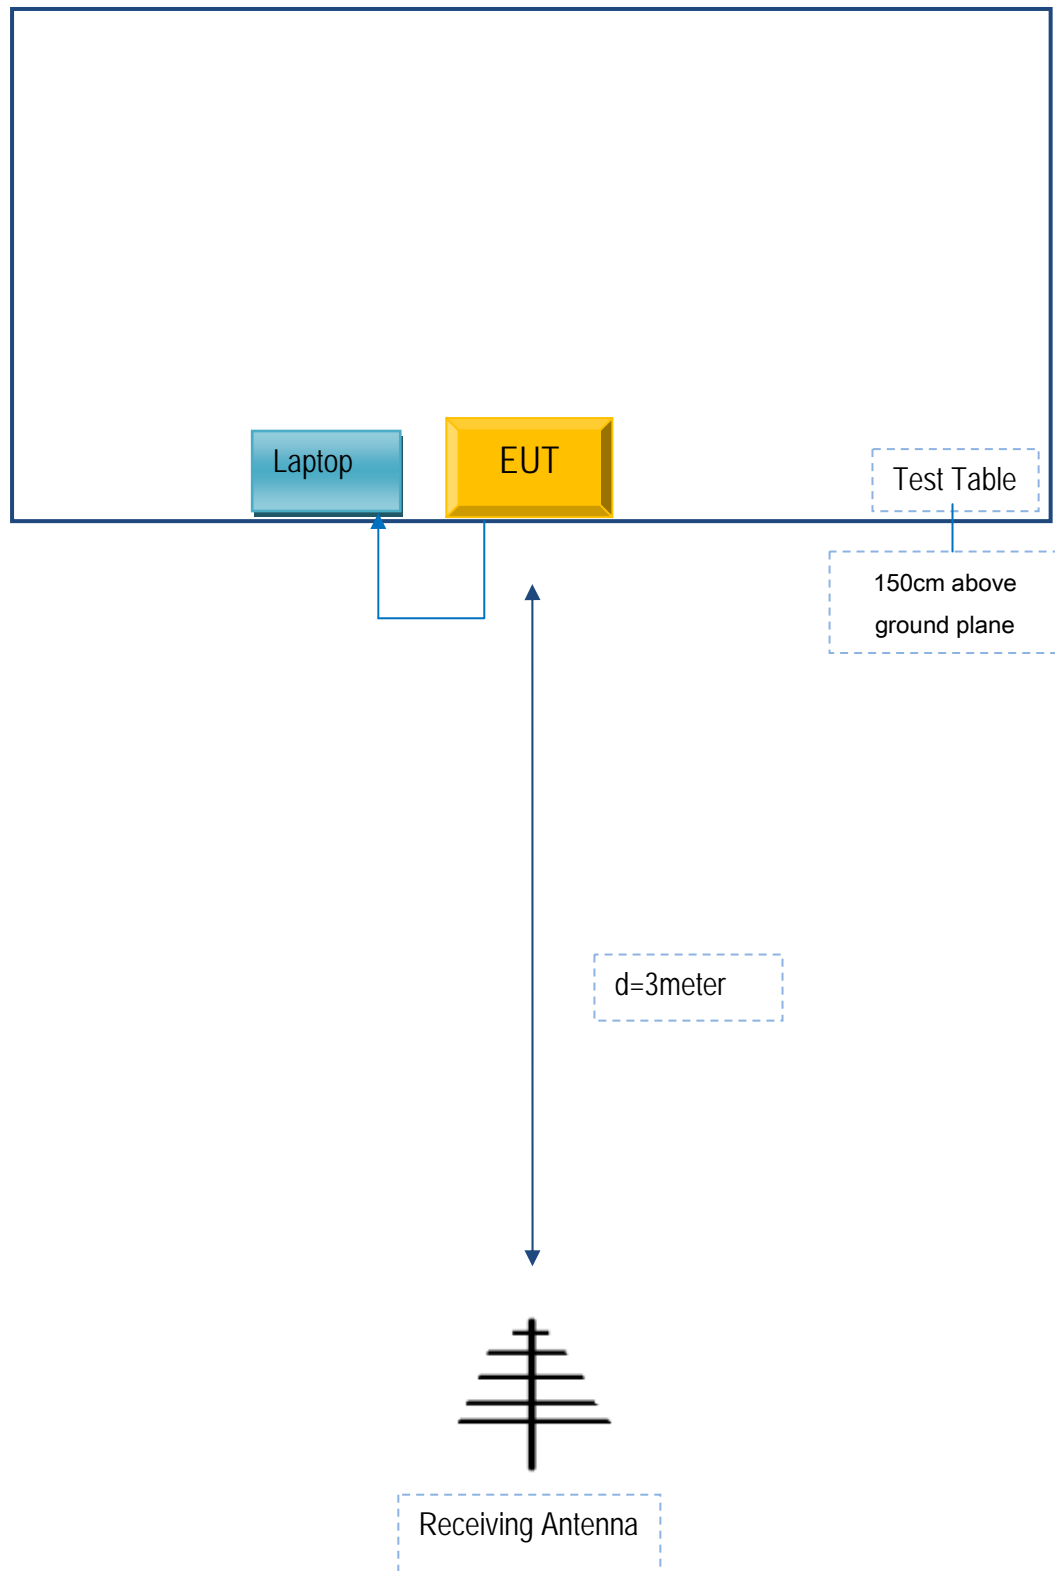 Laptop
EUT
Test Table
150cm above
ground plane
d=3meter
Receiving Antenna